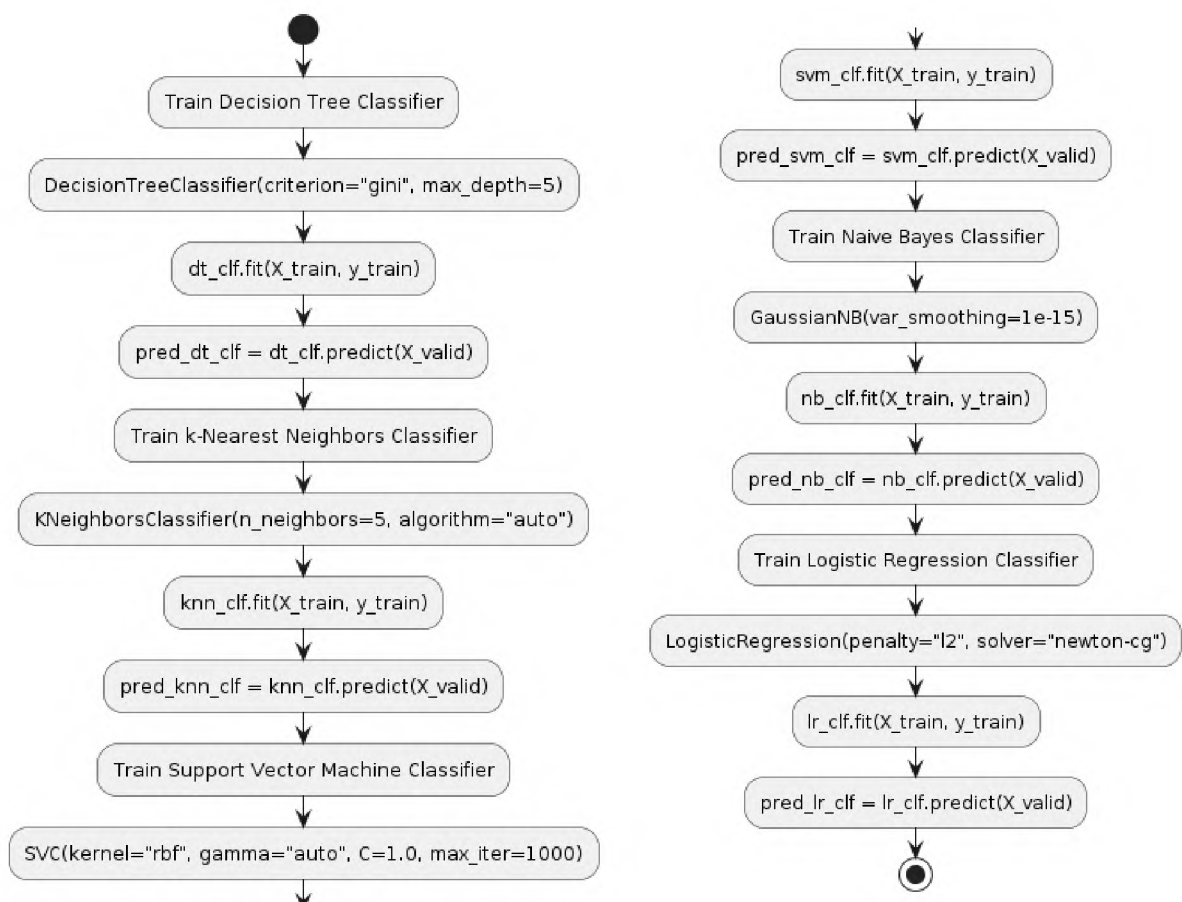 Train Decision Tree Classifier
DecisionTreeClassifier(criterion="gini", max_depth=5)
dt_clf.fit(X_train, y_train)
pred_dt_clf = dt_clf.predict(X_valid)
Train k-Nearest Neighbors Classifier
KNeighborsClassifier(n_neighbors=5, algorithm="auto")
knn_clf.fit(X_train, y_train)
pred_knn_clf = knn_clf.predict(X_valid)
Train Support Vector Machine Classifier
SVC(kernel="rbf", gamma="auto", C=1.0, max_iter=1000)
svm_clf.fit(X_train, y_train)
pred_svm_clf = svm_clf.predict(X_valid)
Train Naive Bayes Classifier
GaussianNB(var_smoothing=1e-15)
nb_clf.fit(X_train, y_train)
pred_nb_clf = nb_clf.predict(X_valid)
Train Logistic Regression Classifier
LogisticRegression(penalty="l2", solver="newton-cg")
lr_clf.fit(X_train, y_train)
pred_lr_clf = lr_clf.predict(X_valid)